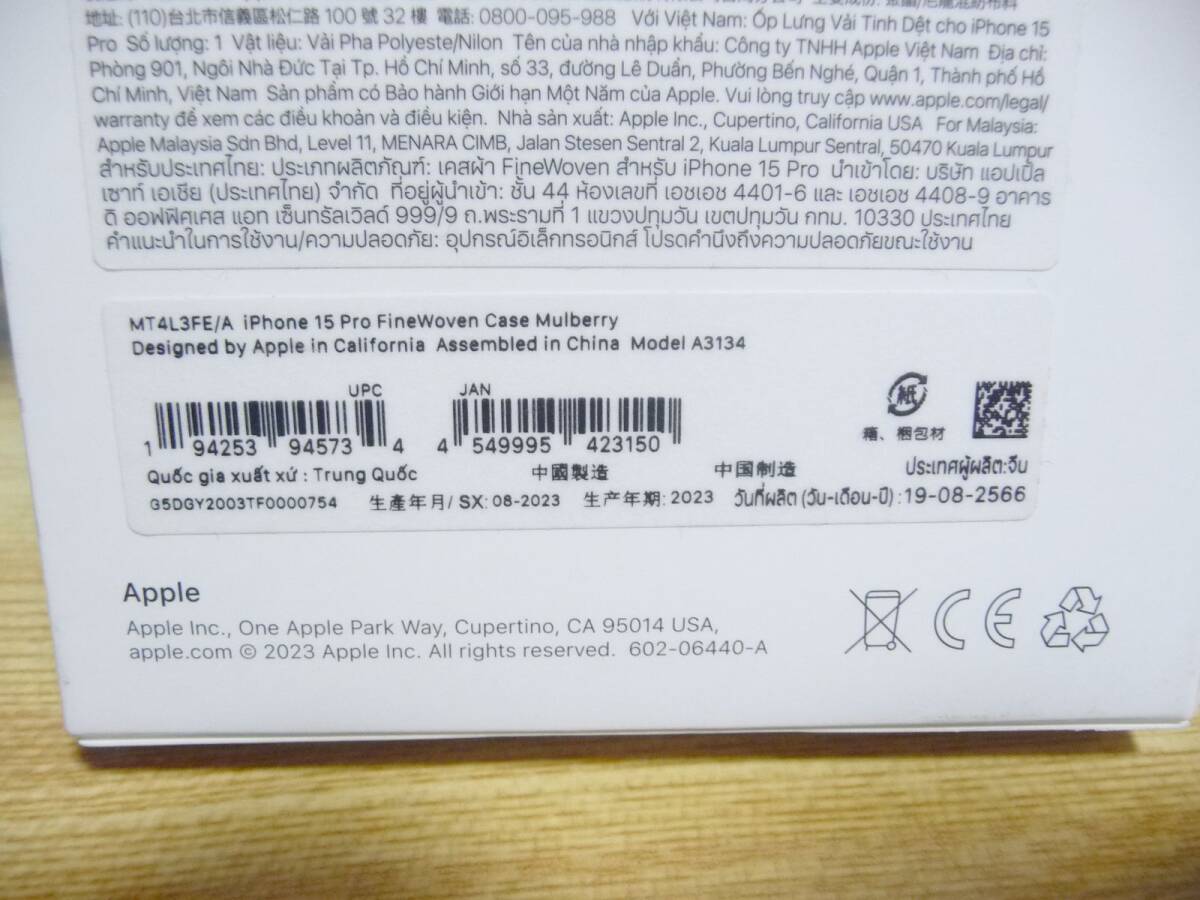 地址: (110)台北市信義區松仁路 100 號 32 樓 電話: 0800-095-988 Với Việt Nam: Ốp Lưng Vải Tinh Dệt cho iPhone 15
Pro Số lượng: 1 Vật liệu: Vải Pha Polyeste/Nilon Tên của nhà nhập khẩu: Công ty TNHH Apple Việt Nam Địa chỉ:
Phòng 901, Ngôi Nhà Đức Tại Tp. Hồ Chí Minh, số 33, đường Lê Duẩn, Phường Bến Nghé, Quận 1, Thành phố Hồ
Chí Minh, Việt Nam Sản phẩm có Bảo hành Giới hạn Một Năm của Apple. Vui lòng truy cập www.apple.com/legal/
warranty để xem các điều khoản và điều kiện. Nhà sản xuất: Apple Inc., Cupertino, California USA For Malaysia:
Apple Malaysia Sdn Bhd, Level 11, MENARA CIMB, Jalan Stesen Sentral 2, Kuala Lumpur Sentral, 50470 Kuala Lumpur
สำหรับประเทศไทย: ประเภทผลิตภัณฑ์: เคสผ้า FineWoven สำหรับ iPhone 15 Pro นำเข้าโดย: บริษัท แอปเปิ้ล
เซาท์ เอเชีย (ประเทศไทย) จำกัด ที่อยู่ผู้นำเข้า: ชั้น 44 ห้องเลขที่ เอชเอช 4401-6 และ เอชเอช 4408-9 อาคาร
ดิ ออฟฟิศเศส แอท เซ็นทรัลเวิลด์ 999/9 ถ.พระรามที่ 1 แขวงปทุมวัน เขตปทุมวัน กทม. 10330 ประเทศไทย
คำแนะนำในการใช้งาน/ความปลอดภัย: อุปกรณ์อิเล็กทรอนิกส์ โปรดคำนึงถึงความปลอดภัยขณะใช้งาน
MT4L3FE/A iPhone 15 Pro FineWoven Case Mulberry
Designed by Apple in California Assembled in China Model A3134
UPC JAN
1 94253 94573 4 4 549995 423150
紙
箱、梱包材
Quốc gia xuất xứ : Trung Quốc 中國製造 中国制造 ประเทศผู้ผลิต:จีน
G5DGY2003TF0000754 生產年月/ SX: 08-2023 生产年期: 2023 วันที่ผลิต (วัน-เดือน-ปี) :19-08-2566
Apple
Apple Inc., One Apple Park Way, Cupertino, CA 95014 USA,
apple.com © 2023 Apple Inc. All rights reserved. 602-06440-A
CE